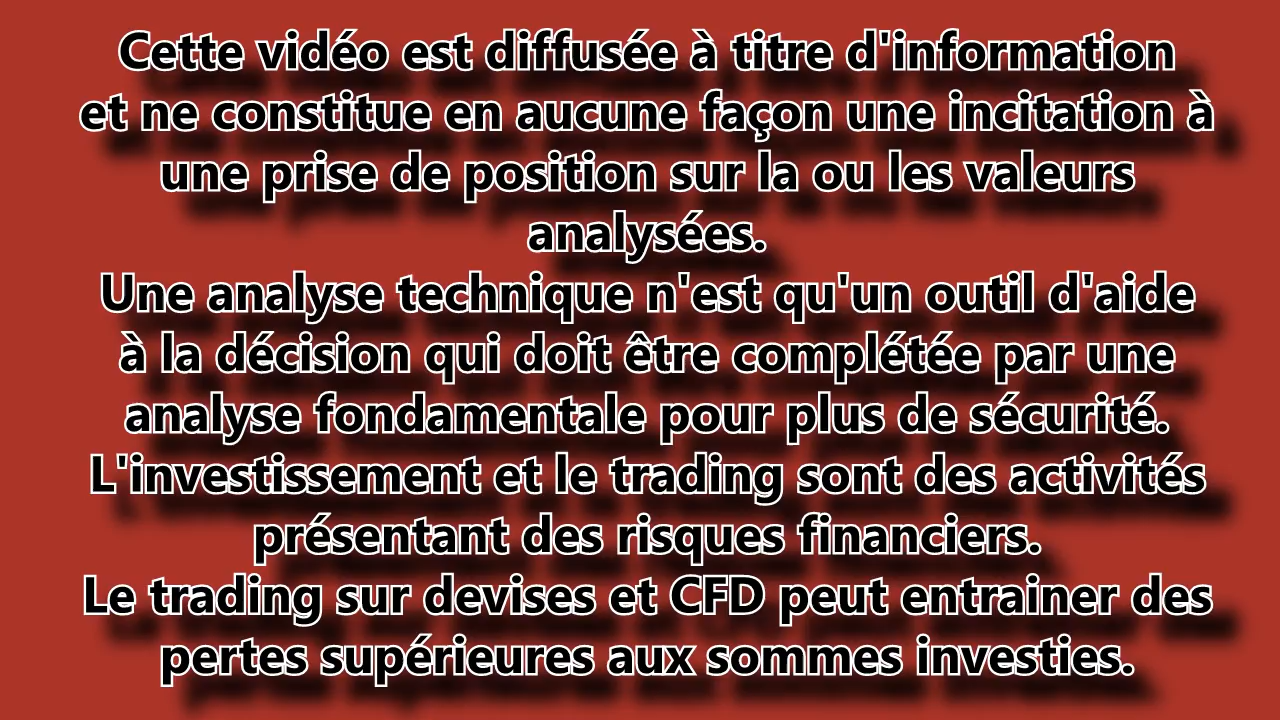 Cette vidéo est diffusée à titre d'information
et ne constitue en aucune façon une incitation à
une prise de position sur la ou les valeurs
analysées.
Une analyse technique n'est qu'un outil d'aide
à la décision qui doit être complétée par une
analyse fondamentale pour plus de sécurité.
L'investissement et le trading sont des activités
présentant des risques financiers.
Le trading sur devises et CFD peut entrainer des
pertes supérieures aux sommes investies.